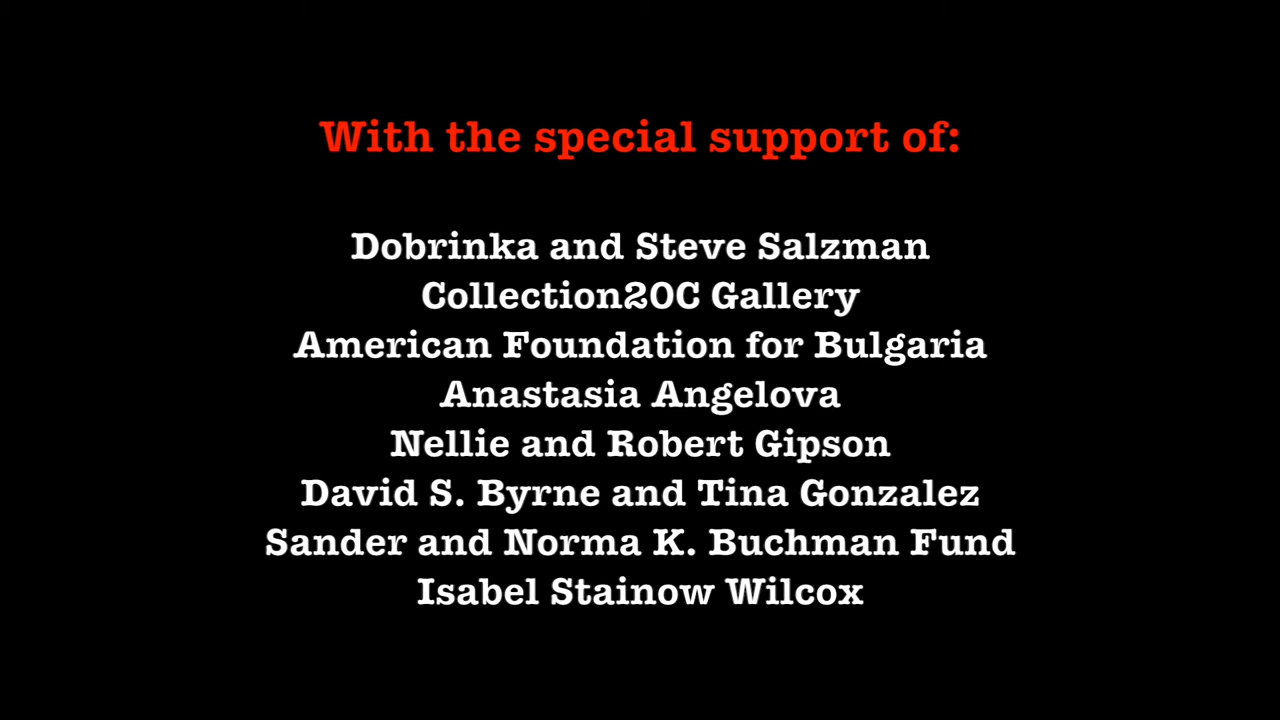 With the special support of:
Dobrinka and Steve Salzman
Collection20C Gallery
American Foundation for Bulgaria
Anastasia Angelova
Nellie and Robert Gipson
David S. Byrne and Tina Gonzalez
Sander and Norma K. Buchman Fund
Isabel Stainow Wilcox